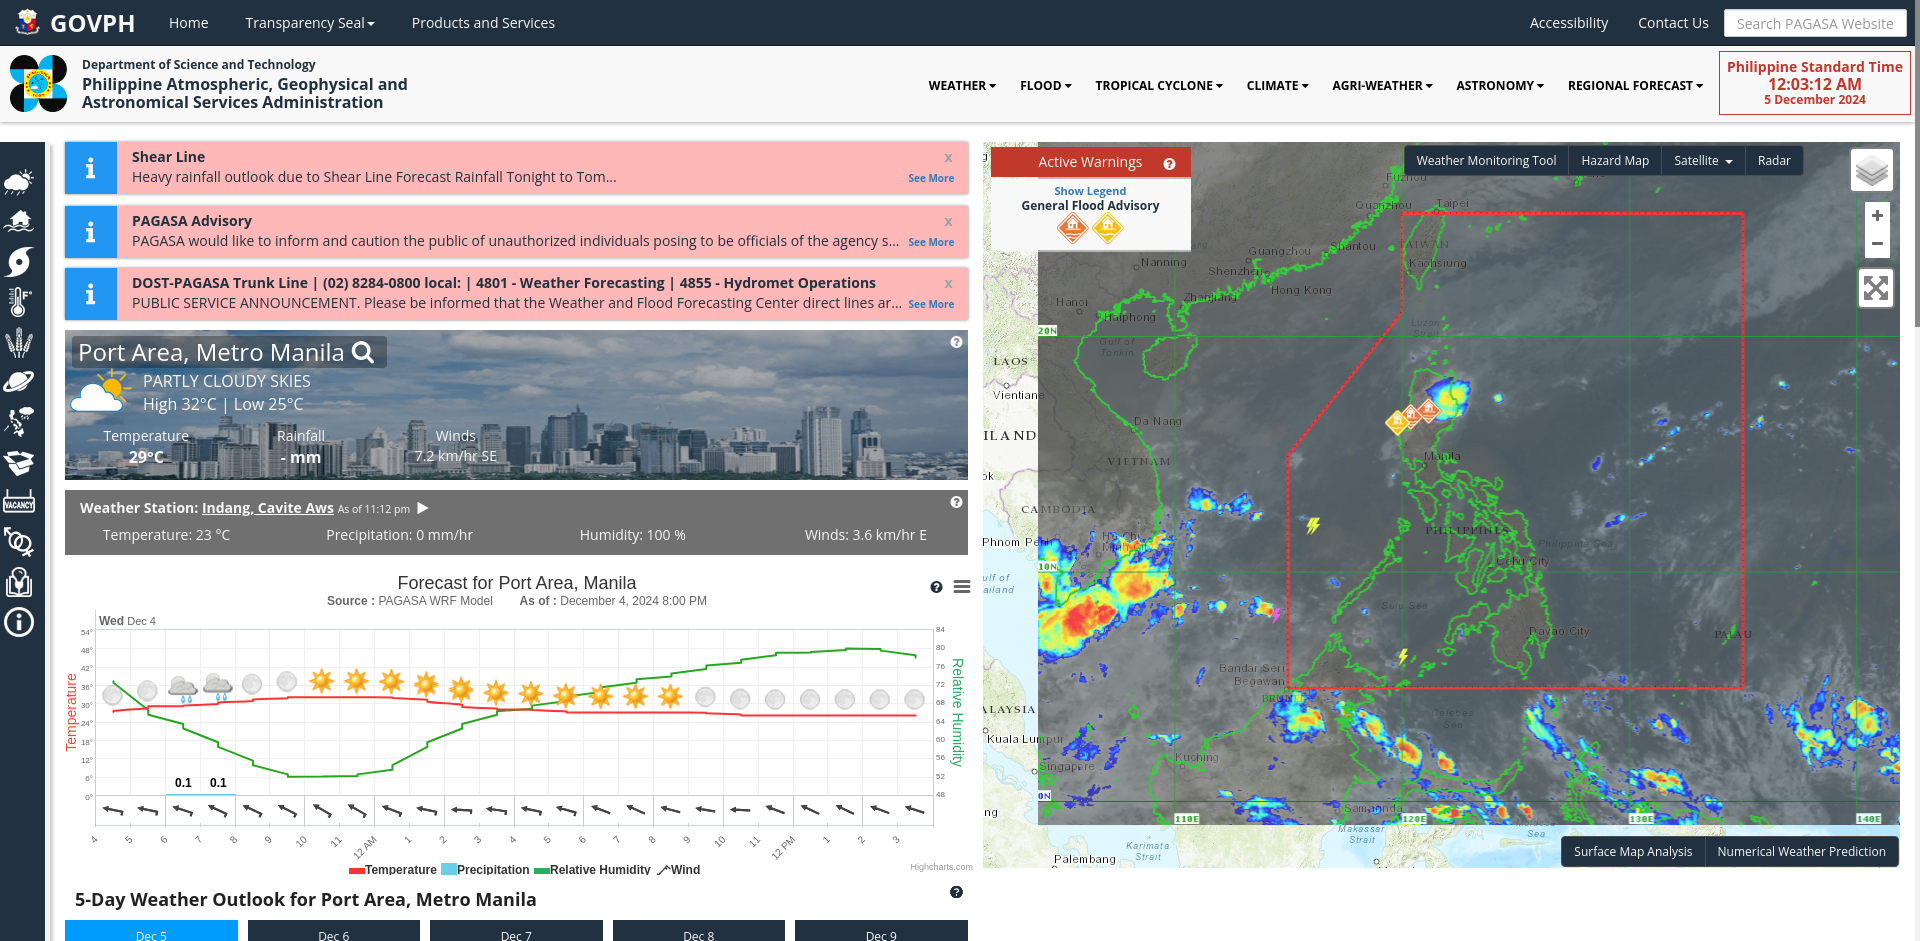 GOVPH
Home
Transparency Seal
Products and Services
Accessibility
Contact Us
Search PAGASA Website
Department of Science and Technology
Philippine Atmospheric, Geophysical and
Astronomical Services Administration
WEATHER
FLOOD
TROPICAL CYCLONE
CLIMATE
AGRI-WEATHER
ASTRONOMY
REGIONAL FORECAST
Philippine Standard Time
12:03:12 AM
5 December 2024
Shear Line
x
Heavy rainfall outlook due to Shear Line Forecast Rainfall Tonight to Tom...
See More
PAGASA Advisory
x
PAGASA would like to inform and caution the public of unauthorized individuals posing to be officials of the agency s...
See More
DOST-PAGASA Trunk Line | (02) 8284-0800 local: | 4801 - Weather Forecasting | 4855 - Hydromet Operations
x
PUBLIC SERVICE ANNOUNCEMENT. Please be informed that the Weather and Flood Forecasting Center direct lines ar...
See More
Port Area, Metro Manila
PARTLY CLOUDY SKIES
High 32°C | Low 25°C
Temperature
Rainfall
Winds
29°C
- mm
7.2 km/hr SE
Weather Station: Indang, Cavite Aws As of 11:12 pm
Temperature: 23 °C
Precipitation: 0 mm/hr
Humidity: 100 %
Winds: 3.6 km/hr E
Forecast for Port Area, Manila
Source : PAGASA WRF Model
As of : December 4, 2024 8:00 PM
Wed Dec 4
54°
48°
42°
36°
30°
24°
18°
12°
6°
0°
Temperature
84
80
76
72
68
64
60
56
52
48
Relative Humidity
0.1
0.1
4
5
6
7
8
9
10
11
12 AM
1
2
3
4
5
6
7
8
9
10
11
12 PM
1
2
3
Temperature
Precipitation
Relative Humidity
Wind
Highcharts.com
5-Day Weather Outlook for Port Area, Metro Manila
Dec 5
Dec 6
Dec 7
Dec 8
Dec 9
Active Warnings
Show Legend
General Flood Advisory
Weather Monitoring Tool
Hazard Map
Satellite
Radar
+
−
Fuzhou
Quanzhou
Taipei
Guangzhou
Shantou
TAIWAN
Nanning
Shenzhen
Kaohsiung
Hong Kong
Hanoi
Zhanjiang
Haiphong
20N
Luzon
Strait
Gulf of
Tonkin
LAOS
Vientiane
Da Nang
ILAND
VIETNAM
Manila
ok
CAMBODIA
PHILIPPINES
Phnom Penh
Ho Chi
Minh
Philippine Sea
Cebu City
10N
ulf of
ailand
Sulu Sea
Davao City
PALAU
Bandar Seri
Begawan
BRUNEI
ALAYSIA
Celebes
Sea
Kuala Lumpur
Kuching
Singapore
0N
Samarinda
ng
110E
120E
130E
140E
Makassar
Strait
Sea
Karimata
Strait
Palembang
Surface Map Analysis
Numerical Weather Prediction
VACANCY